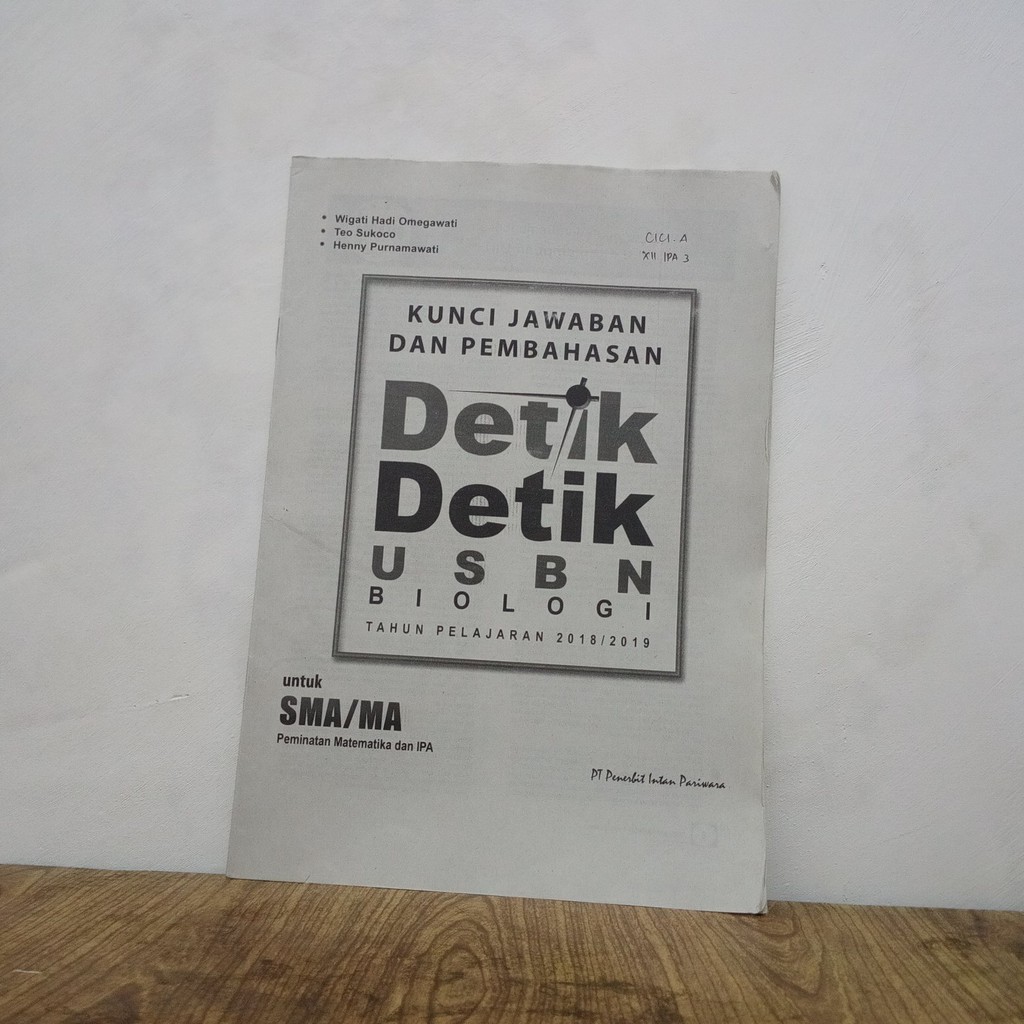 • Wigati Hadi Omegawati
• Teo Sukoco
• Henny Purnamawati
CICI. A
XII IPA 3
KUNCI JAWABAN
DAN PEMBAHASAN
Detik
Detik
USBN
BIOLOGI
TAHUN PELAJARAN 2018/2019
untuk
SMA/MA
Peminatan Matematika dan IPA
PT Penerbit Intan Pariwara